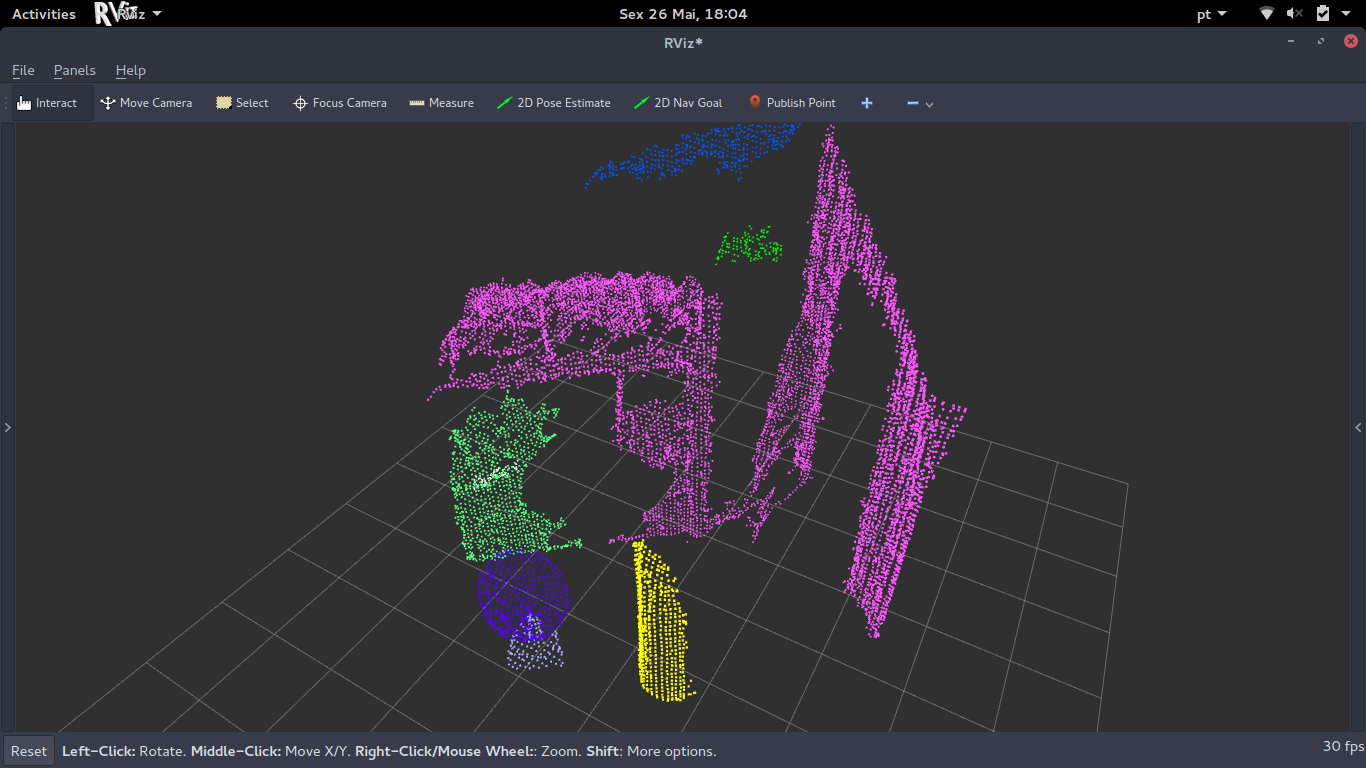 Activities RViz RViz Sex 26 Mai, 18:04 pt
RViz*
File Panels Help
Interact Move Camera Select Focus Camera Measure 2D Pose Estimate 2D Nav Goal Publish Point
Reset Left-Click: Rotate. Middle-Click: Move X/Y. Right-Click/Mouse Wheel:: Zoom. Shift: More options. 30 fps